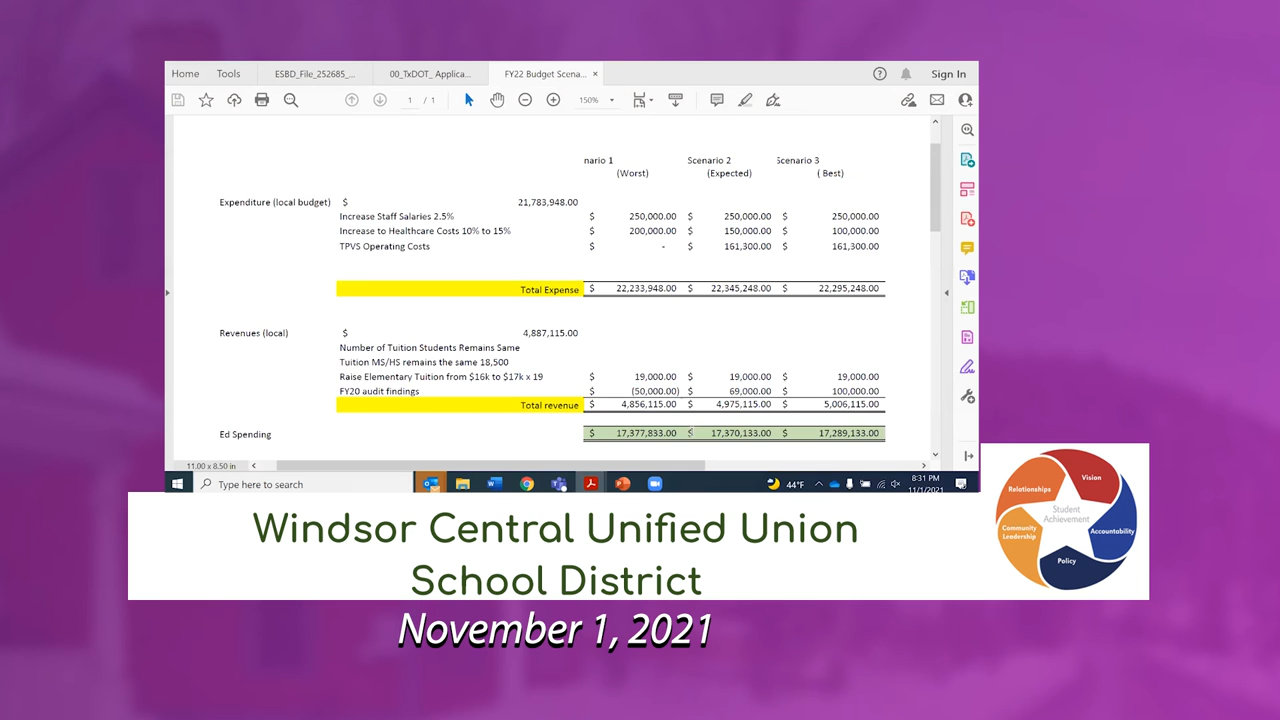 Home Tools ESBD_File_252685_... 00_TxDOT_ Applica... FY22 Budget Scena... × ? Sign In
1 / 1 150%
nario 1 Scenario 2 Scenario 3
(Worst) (Expected) ( Best)
Expenditure (local budget) $ 21,783,948.00
Increase Staff Salaries 2.5% $ 250,000.00 $ 250,000.00 $ 250,000.00
Increase to Healthcare Costs 10% to 15% $ 200,000.00 $ 150,000.00 $ 100,000.00
TPVS Operating Costs $ - $ 161,300.00 $ 161,300.00
Total Expense $ 22,233,948.00 $ 22,345,248.00 $ 22,295,248.00
Revenues (local) $ 4,887,115.00
Number of Tuition Students Remains Same
Tuition MS/HS remains the same 18,500
Raise Elementary Tuition from $16k to $17k x 19 $ 19,000.00 $ 19,000.00 $ 19,000.00
FY20 audit findings $ (50,000.00) $ 69,000.00 $ 100,000.00
Total revenue $ 4,856,115.00 $ 4,975,115.00 $ 5,006,115.00
Ed Spending $ 17,377,833.00 $ 17,370,133.00 $ 17,289,133.00
11.00 x 8.50 in
Type here to search 44°F 8:31 PM
11/1/2021
Windsor Central Unified Union
School District
November 1, 2021
Relationships
Vision
Student
Achievement
Community
Leadership
Accountability
Policy